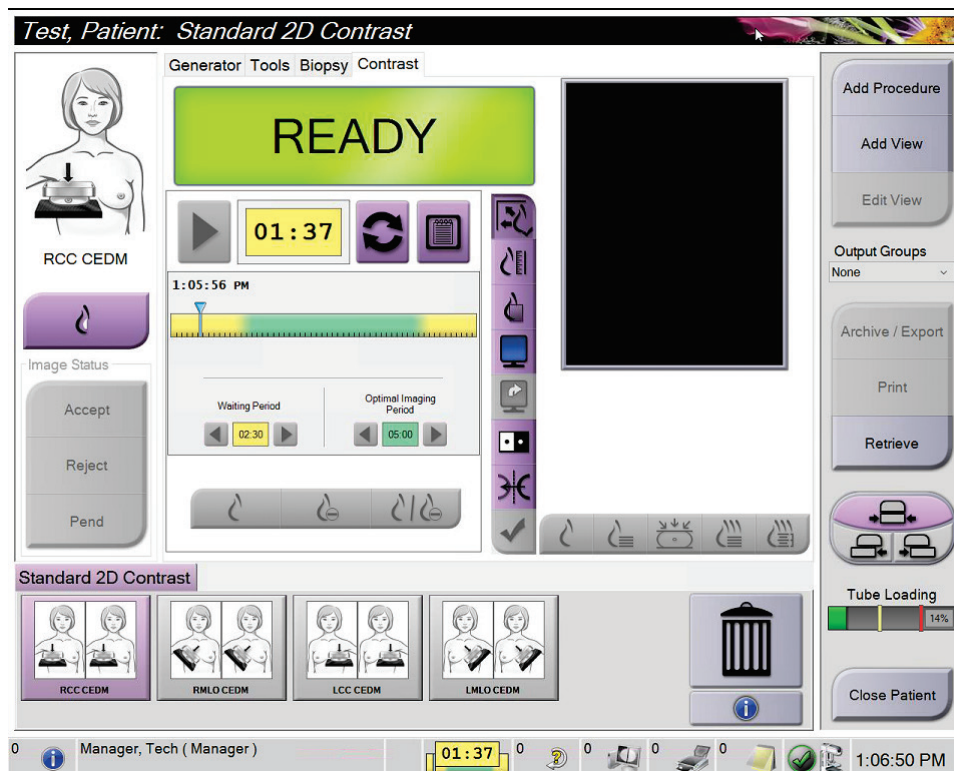 Test, Patient: Standard 2D Contrast
Generator Tools Biopsy Contrast
READY
RCC CEDM
01:37
1:05:56 PM
Waiting Period
02:30
Optimal Imaging
Period
05:00
Image Status
Accept
Reject
Pend
Add Procedure
Add View
Edit View
Output Groups
None
Archive / Export
Print
Retrieve
Tube Loading
14%
Close Patient
Standard 2D Contrast
RCC CEDM
RMLO CEDM
LCC CEDM
LMLO CEDM
0
Manager, Tech ( Manager )
01:37
0
0
0
0
1:06:50 PM